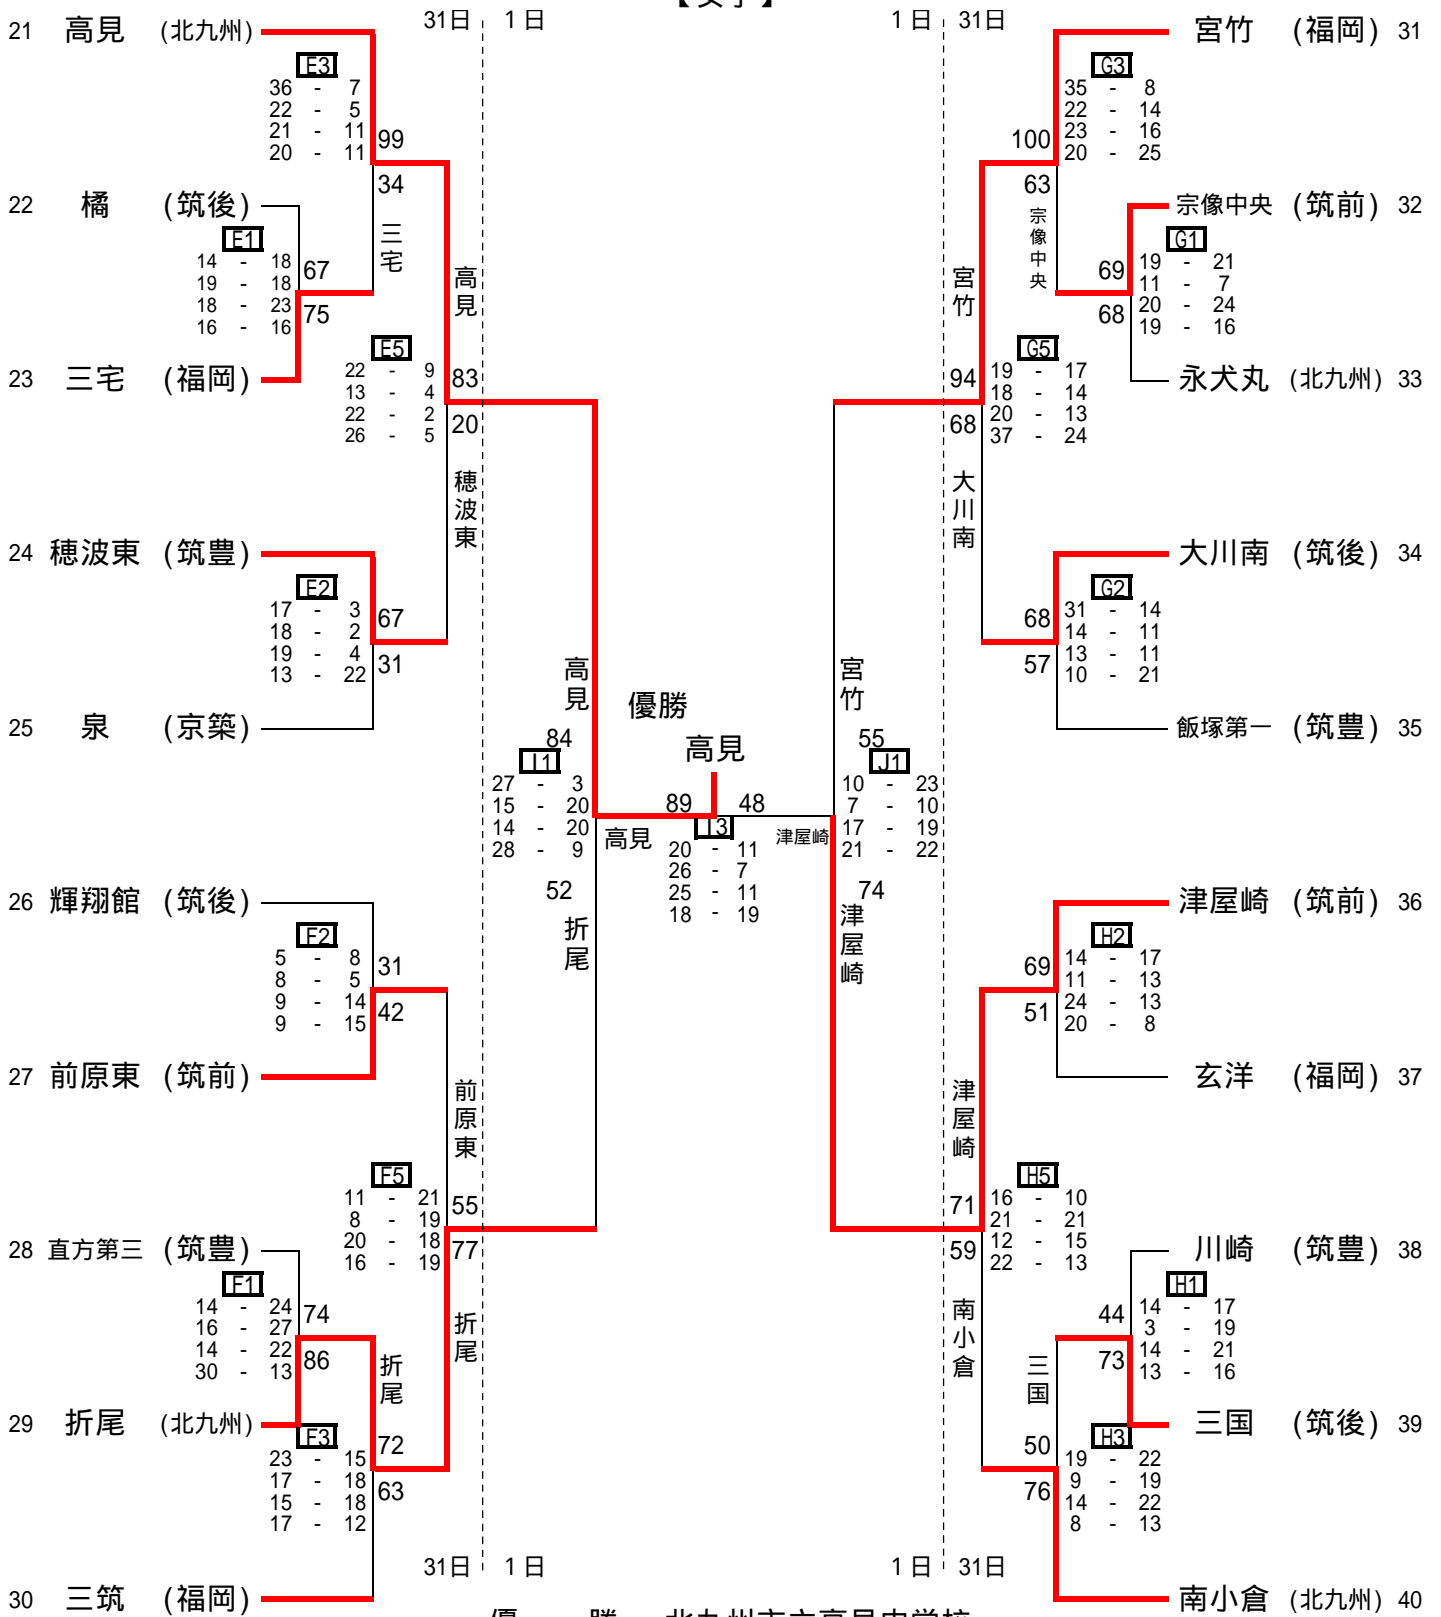 【女子】
31日 1日
1日 31日
21 高見 (北九州)
E3
36 - 7
22 - 5
21 - 11
20 - 11
99
34
三宅
22 橘 (筑後)
E1
14 - 18
19 - 18
18 - 23
16 - 16
67
75
23 三宅 (福岡)
高見
E5
22 - 9
13 - 4
22 - 2
26 - 5
83
20
穂波東
24 穂波東 (筑豊)
E2
17 - 3
18 - 2
19 - 4
13 - 22
67
31
25 泉 (京築)
高見
84
I1
27 - 3
15 - 20
14 - 20
28 - 9
52
折尾
26 輝翔館 (筑後)
F2
5 - 8
8 - 5
9 - 14
9 - 15
31
42
27 前原東 (筑前)
前原東
F5
11 - 21
8 - 19
20 - 18
16 - 19
55
77
折尾
28 直方第三 (筑豊)
F1
14 - 24
16 - 27
14 - 22
30 - 13
74
86
折尾
29 折尾 (北九州)
F3
23 - 15
17 - 18
15 - 18
17 - 12
72
63
30 三筑 (福岡)
優勝
高見
89 48
高見 I3 津屋崎
20 - 11
26 - 7
25 - 11
18 - 19
宮竹 (福岡) 31
G3
35 - 8
22 - 14
23 - 16
20 - 25
100
63
宗像中央
宗像中央 (筑前) 32
G1
19 - 21
11 - 7
20 - 24
19 - 16
69
68
永犬丸 (北九州) 33
宮竹
G5
19 - 17
18 - 14
20 - 13
37 - 24
94
68
大川南
大川南 (筑後) 34
G2
31 - 14
14 - 11
13 - 11
10 - 21
68
57
飯塚第一 (筑豊) 35
宮竹
55
J1
10 - 23
7 - 10
17 - 19
21 - 22
74
津屋崎
津屋崎 (筑前) 36
H2
14 - 17
11 - 13
24 - 13
20 - 8
69
51
玄洋 (福岡) 37
津屋崎
H5
16 - 10
21 - 21
12 - 15
22 - 13
71
59
南小倉
川崎 (筑豊) 38
H1
14 - 17
3 - 19
14 - 21
13 - 16
44
73
三国
三国 (筑後) 39
H3
19 - 22
9 - 19
14 - 22
8 - 13
50
76
南小倉 (北九州) 40
31日 1日
1日 31日
優 勝 北九州市立高見中学校